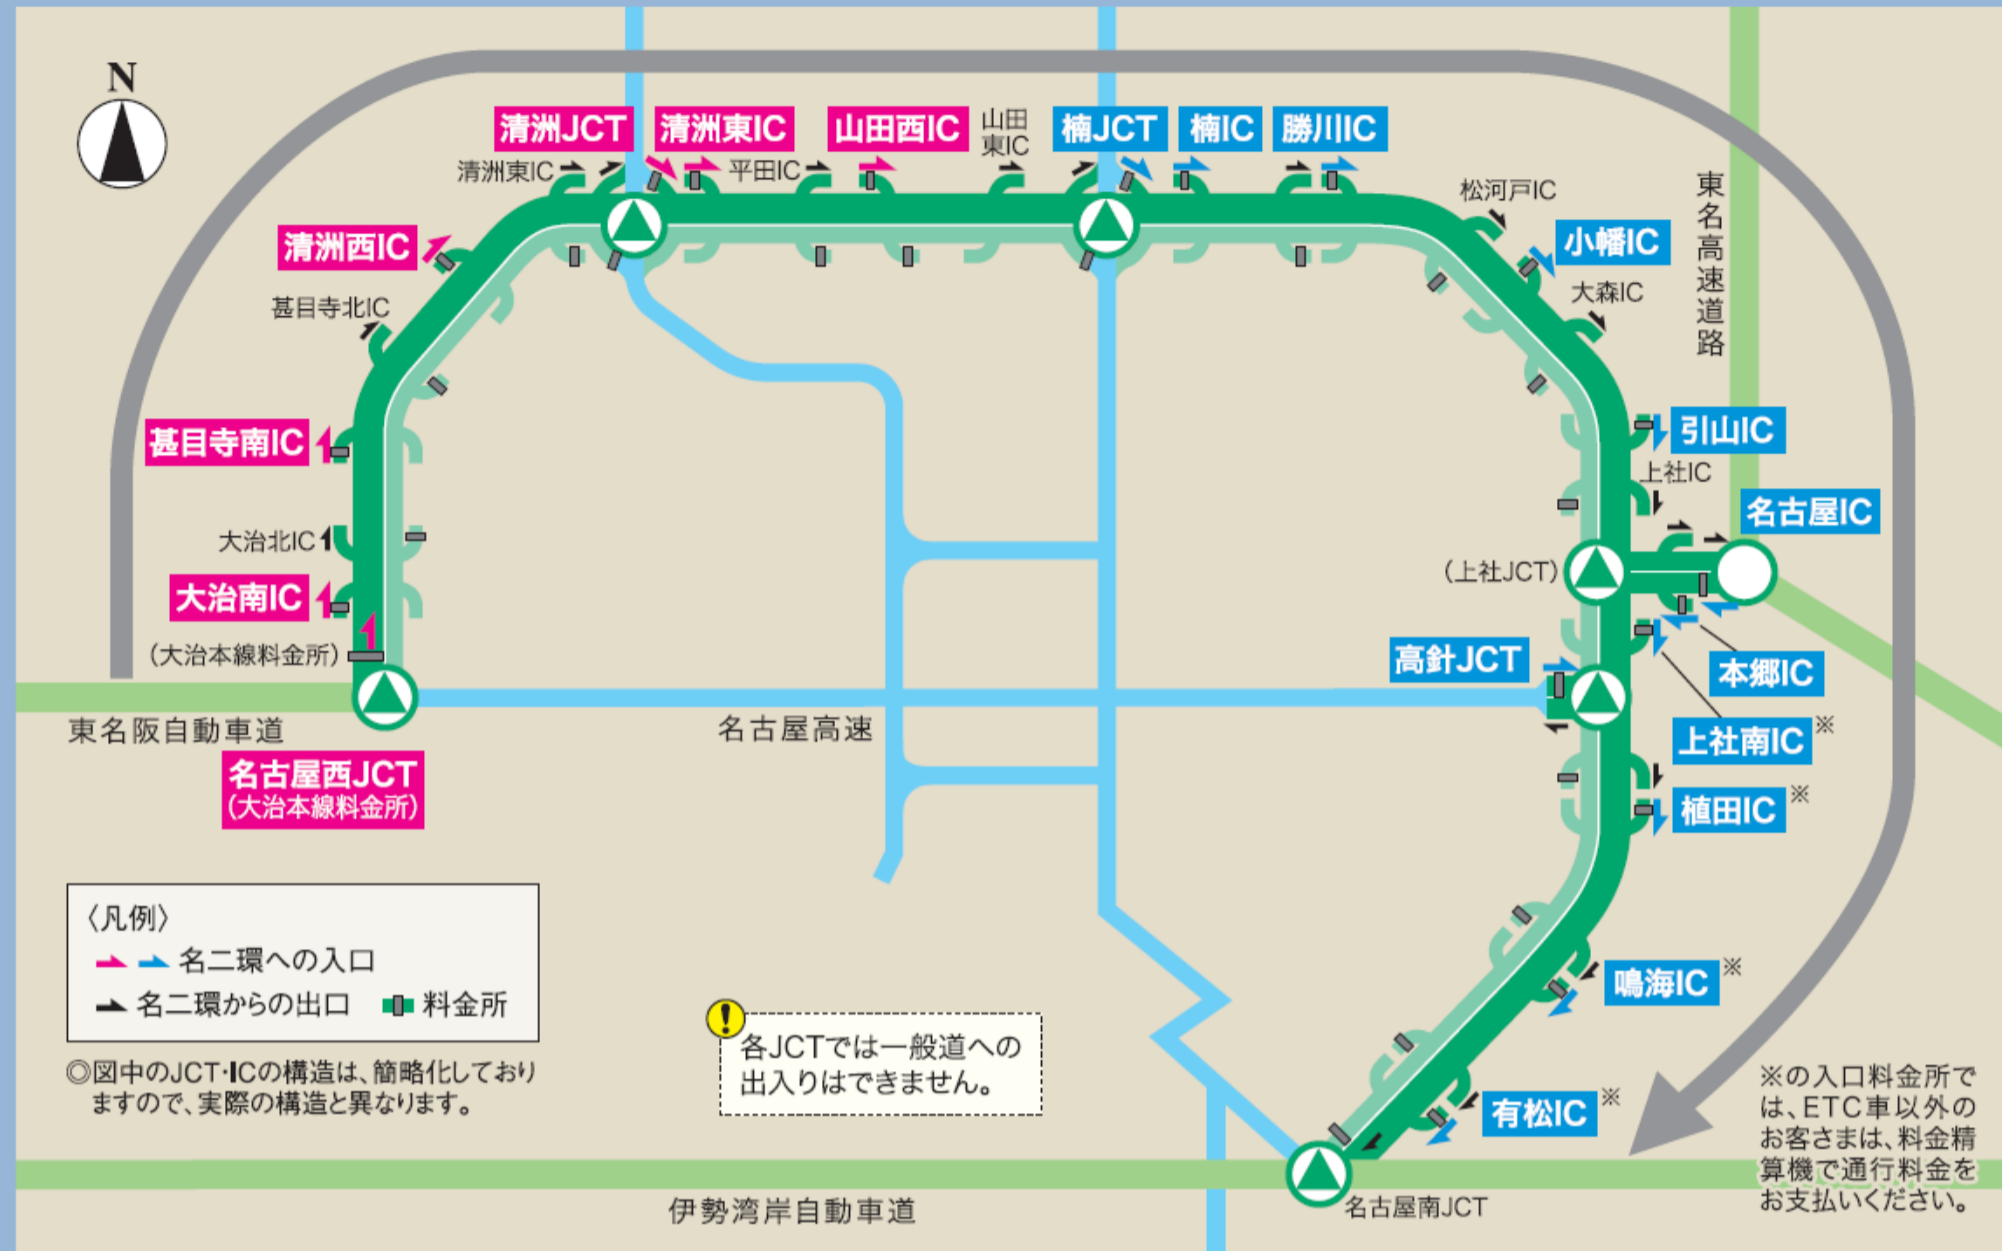 N
清洲JCT
清洲東IC
山田西IC
山田
東IC
楠JCT
楠IC
勝川IC
清洲東IC
平田IC
松河戸IC
小幡IC
大森IC
東名高速道路
清洲西IC
甚目寺北IC
甚目寺南IC
引山IC
上社IC
名古屋IC
大治北IC
(上社JCT)
大治南IC
(大治本線料金所)
高針JCT
本郷IC
上社南IC※
東名阪自動車道
名古屋高速
名古屋西JCT
(大治本線料金所)
植田IC※
鳴海IC※
有松IC※
〈凡例〉
名二環への入口
名二環からの出口 料金所
◎図中のJCT・ICの構造は、簡略化しており
ますので、実際の構造と異なります。
!
各JCTでは一般道への
出入りはできません。
※の入口料金所で
は、ETC車以外の
お客さまは、料金精
算機で通行料金を
お支払いください。
伊勢湾岸自動車道
名古屋南JCT